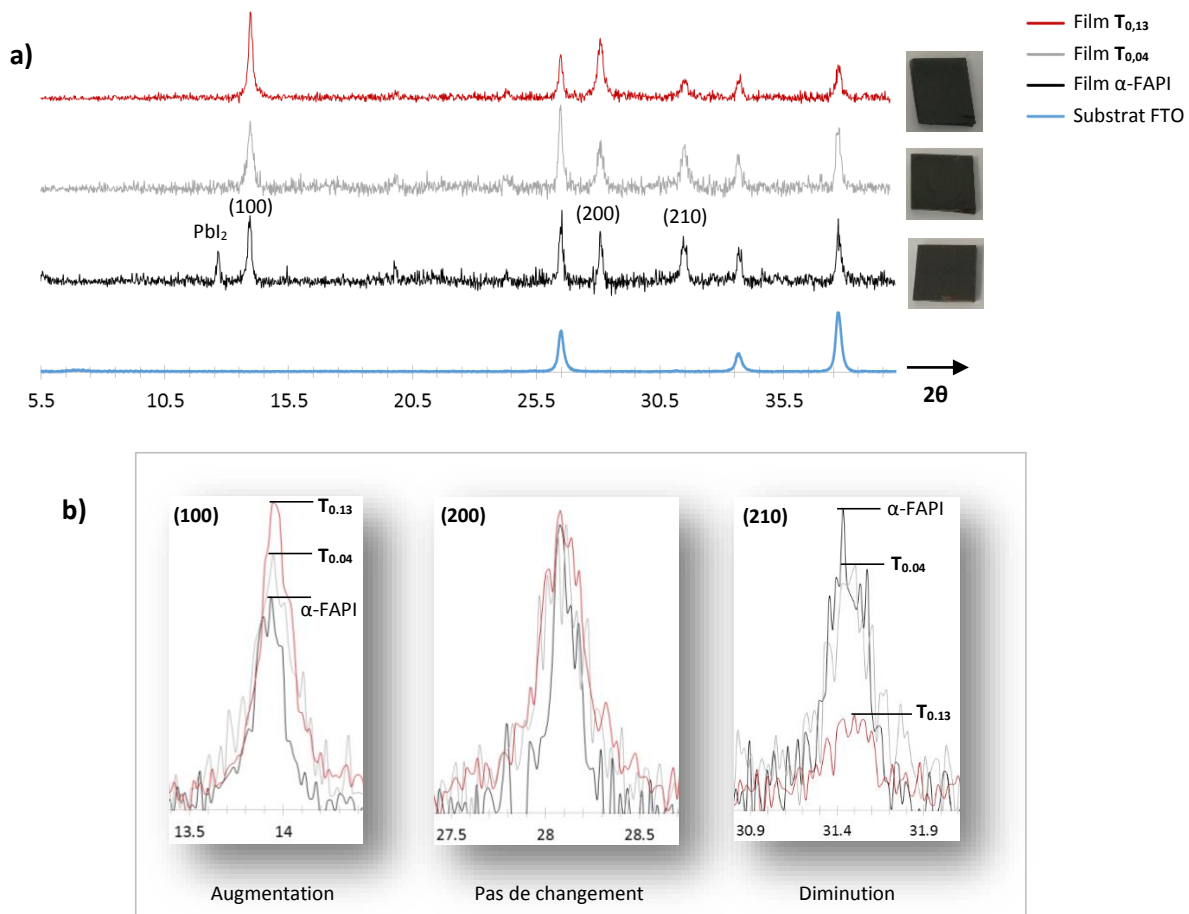 a)
Film T0,13
Film T0,04
Film α-FAPI
Substrat FTO
PbI2
(100)
(200)
(210)
5.5 10.5 15.5 20.5 25.5 30.5 35.5
2θ
b)
(100)
T0.13
T0.04
α-FAPI
13.5 14
Augmentation
(200)
27.5 28 28.5
Pas de changement
(210)
α-FAPI
T0.04
T0.13
30.9 31.4 31.9
Diminution